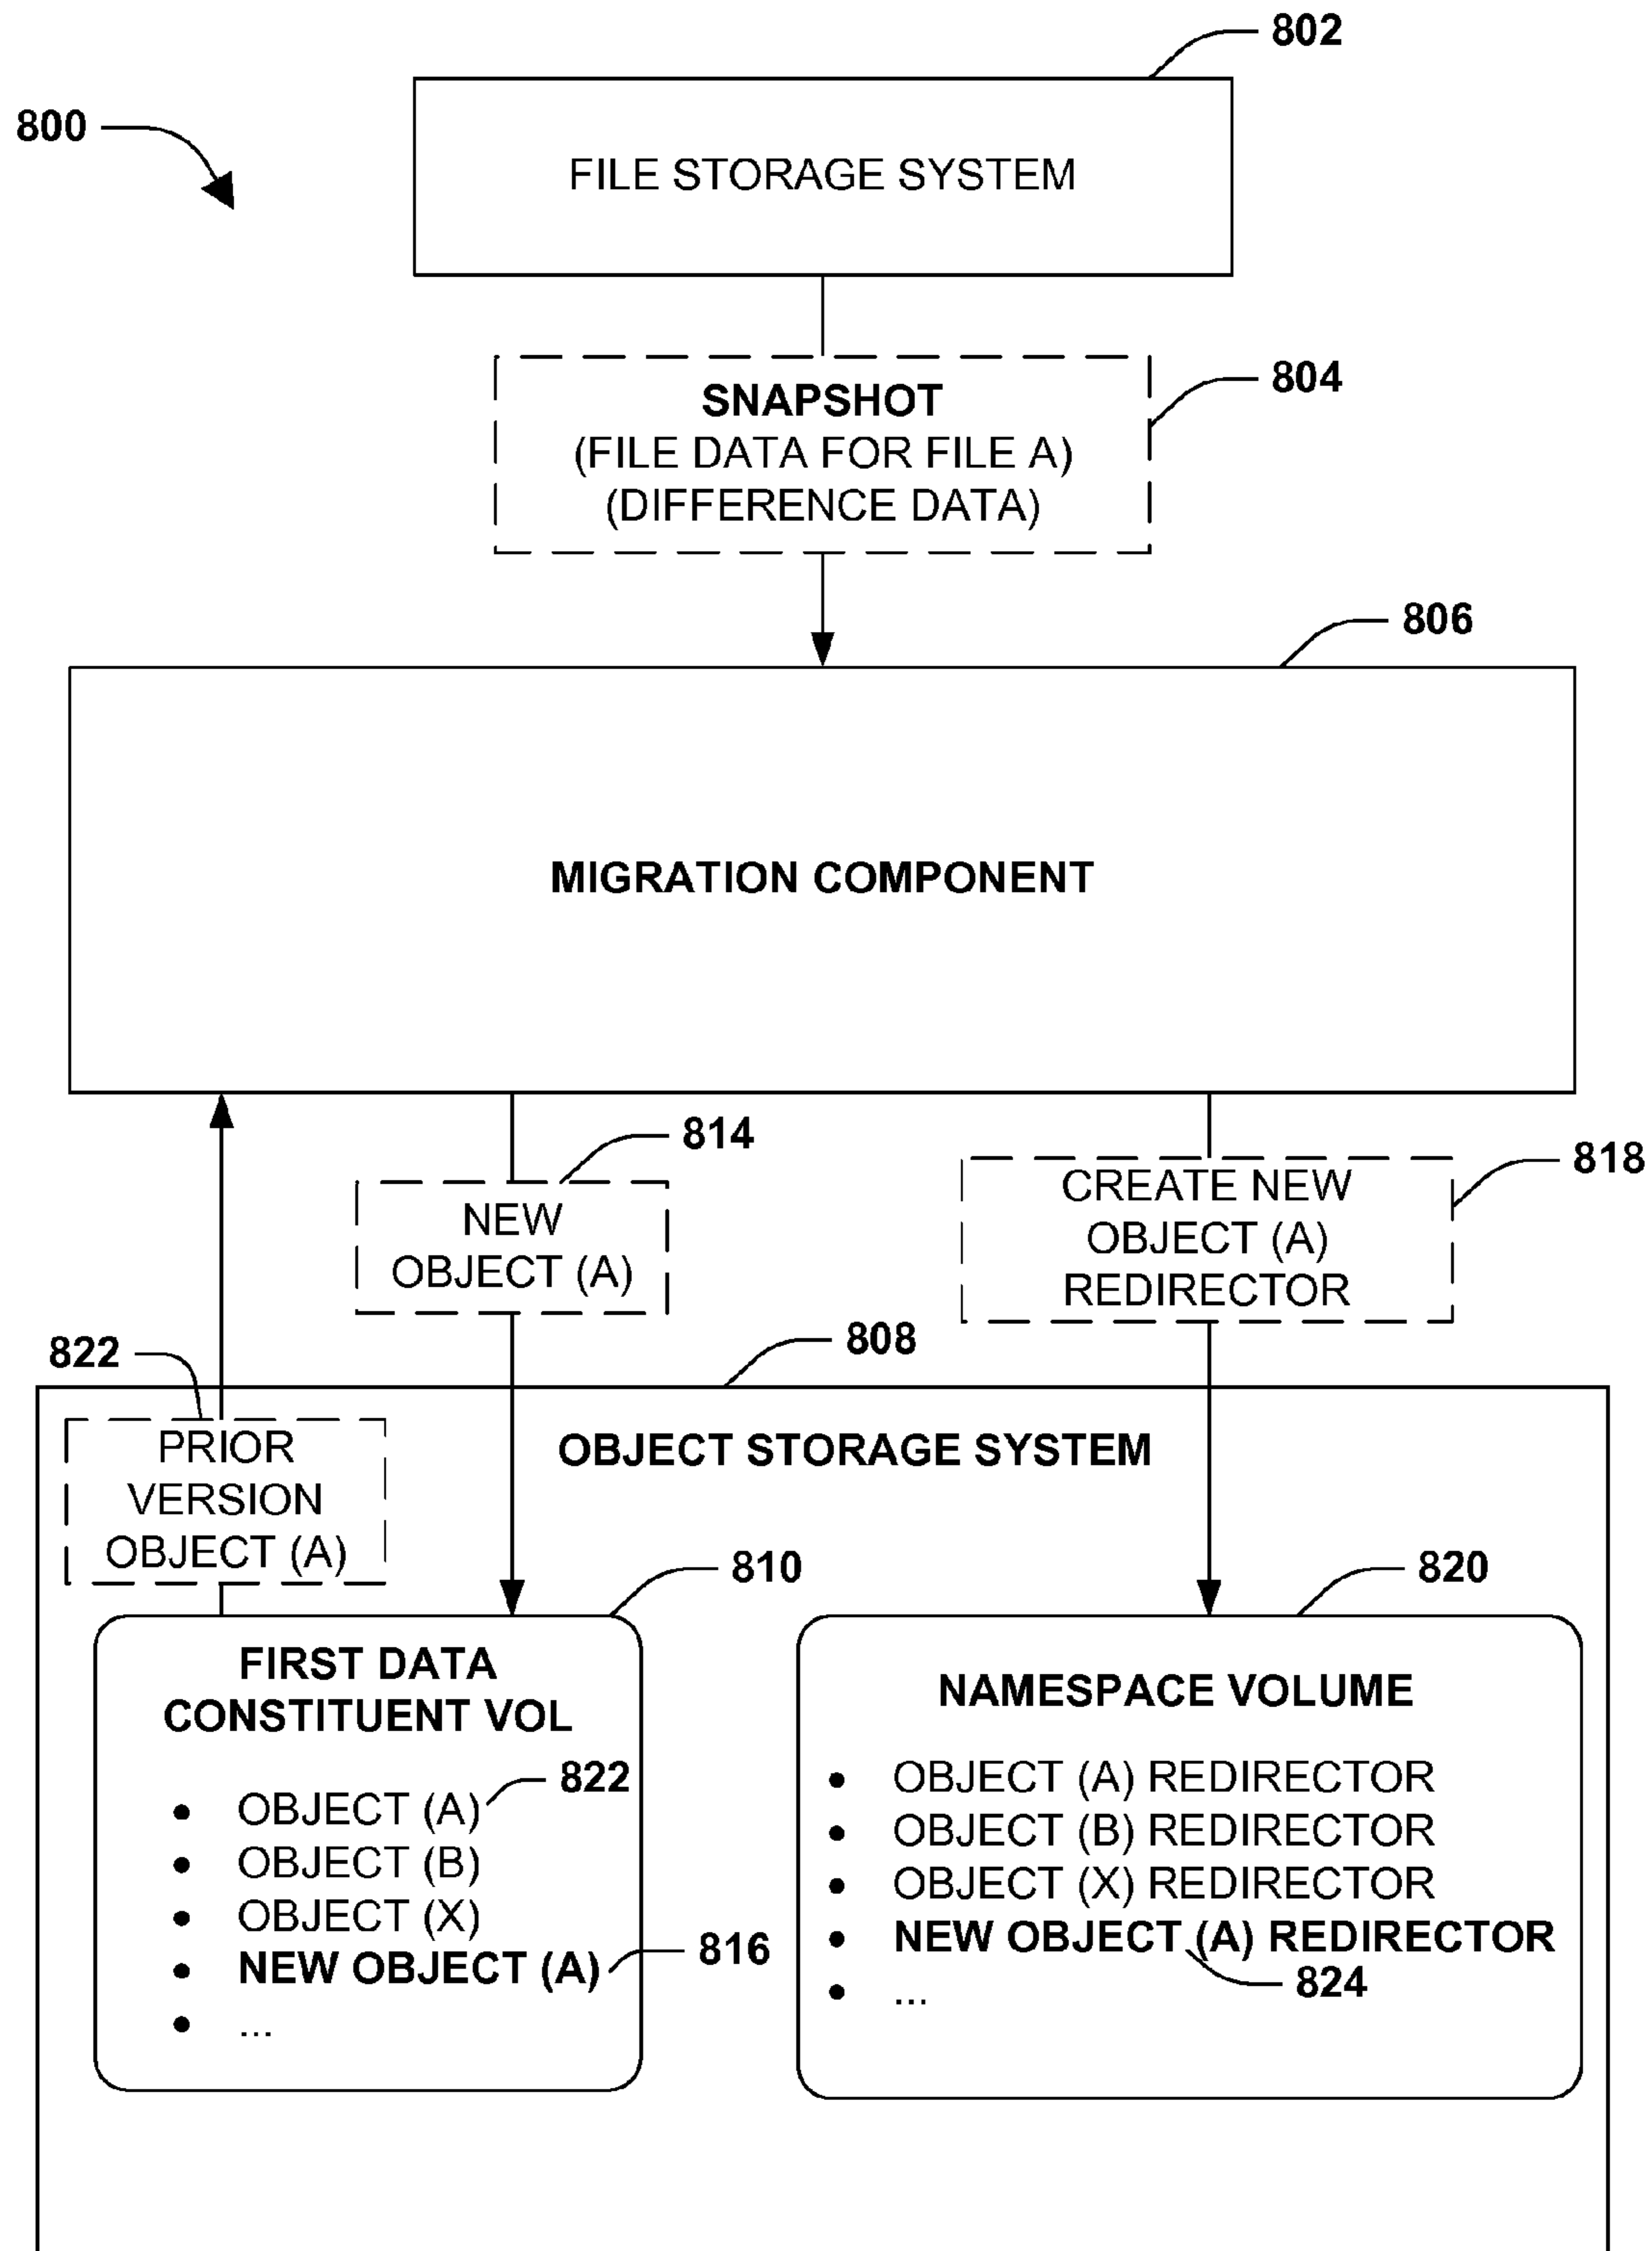 802
800
FILE STORAGE SYSTEM
804
SNAPSHOT
(FILE DATA FOR FILE A)
(DIFFERENCE DATA)
806
MIGRATION COMPONENT
814
818
NEW
OBJECT (A)
CREATE NEW
OBJECT (A)
REDIRECTOR
822
808
PRIOR
VERSION
OBJECT (A)
OBJECT STORAGE SYSTEM
810
820
FIRST DATA
CONSTITUENT VOL
• OBJECT (A)
822
• OBJECT (B)
• OBJECT (X)
• NEW OBJECT (A)
816
• ...
NAMESPACE VOLUME
• OBJECT (A) REDIRECTOR
• OBJECT (B) REDIRECTOR
• OBJECT (X) REDIRECTOR
• NEW OBJECT (A) REDIRECTOR
824
• ...